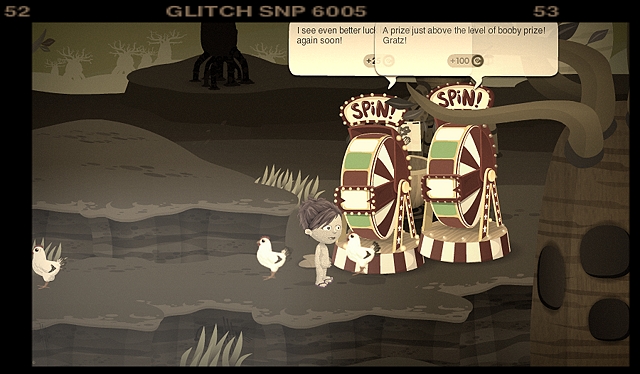 52 GLITCH SNP 6005 53
I see even better luck
again soon!
A prize just above the level of booby prize!
Gratz!
+100
SPiN!
SPiN!